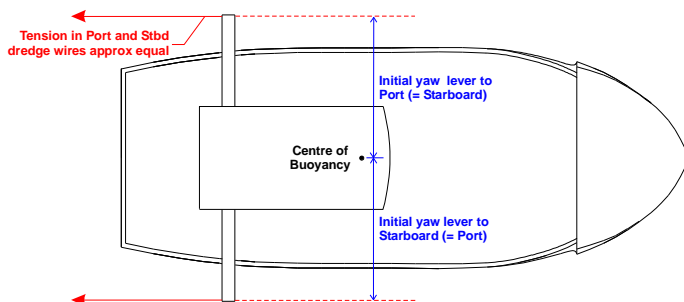 Tension in Port and Stbd
dredge wires approx equal
Initial yaw lever to
Port (= Starboard)
Centre of
Buoyancy
Initial yaw lever to
Starboard (= Port)